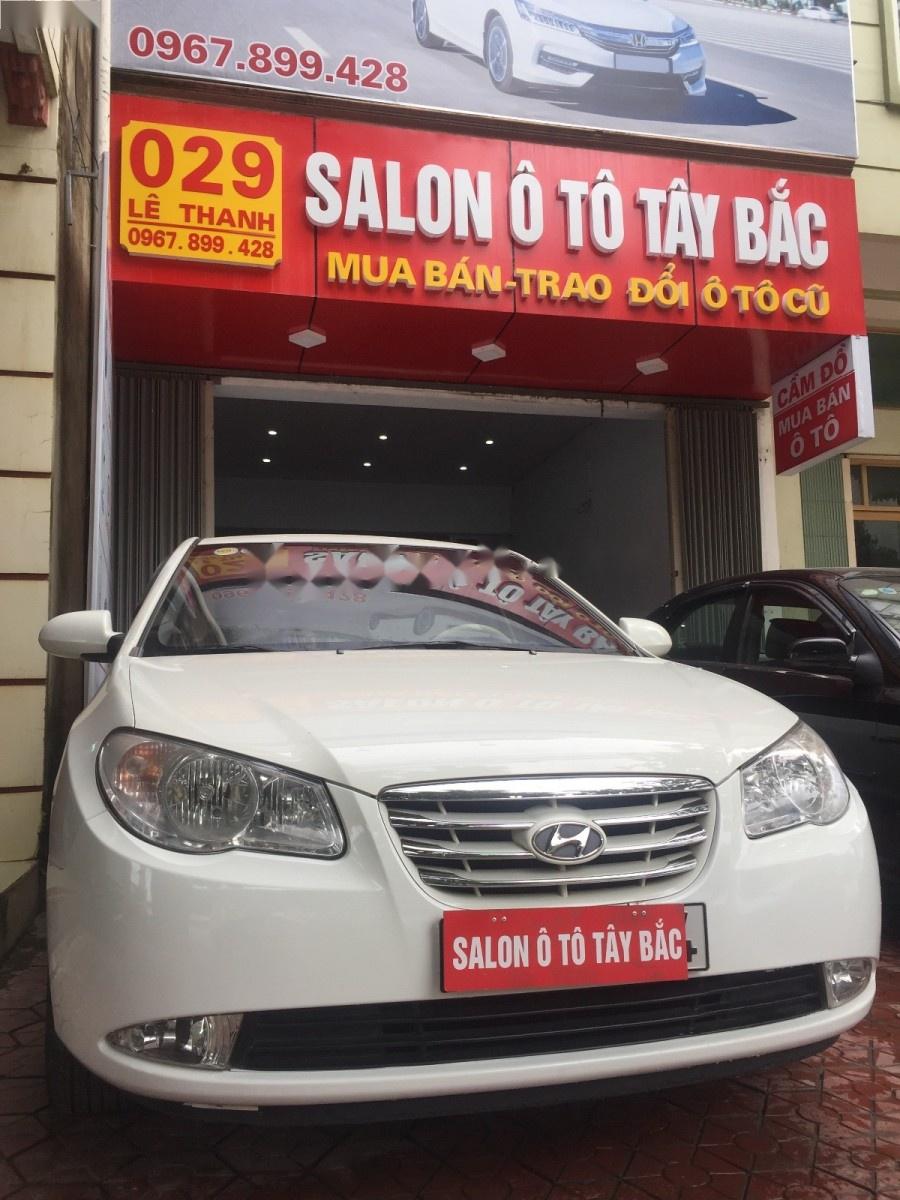 0967.899.428
029
LÊ THANH
0967.899.428
SALON Ô TÔ TÂY BẮC
MUA BÁN-TRAO ĐỔI Ô TÔ CŨ
CẦM ĐỒ
MUA BÁN
Ô TÔ
SALON Ô TÔ TÂY BẮC
4